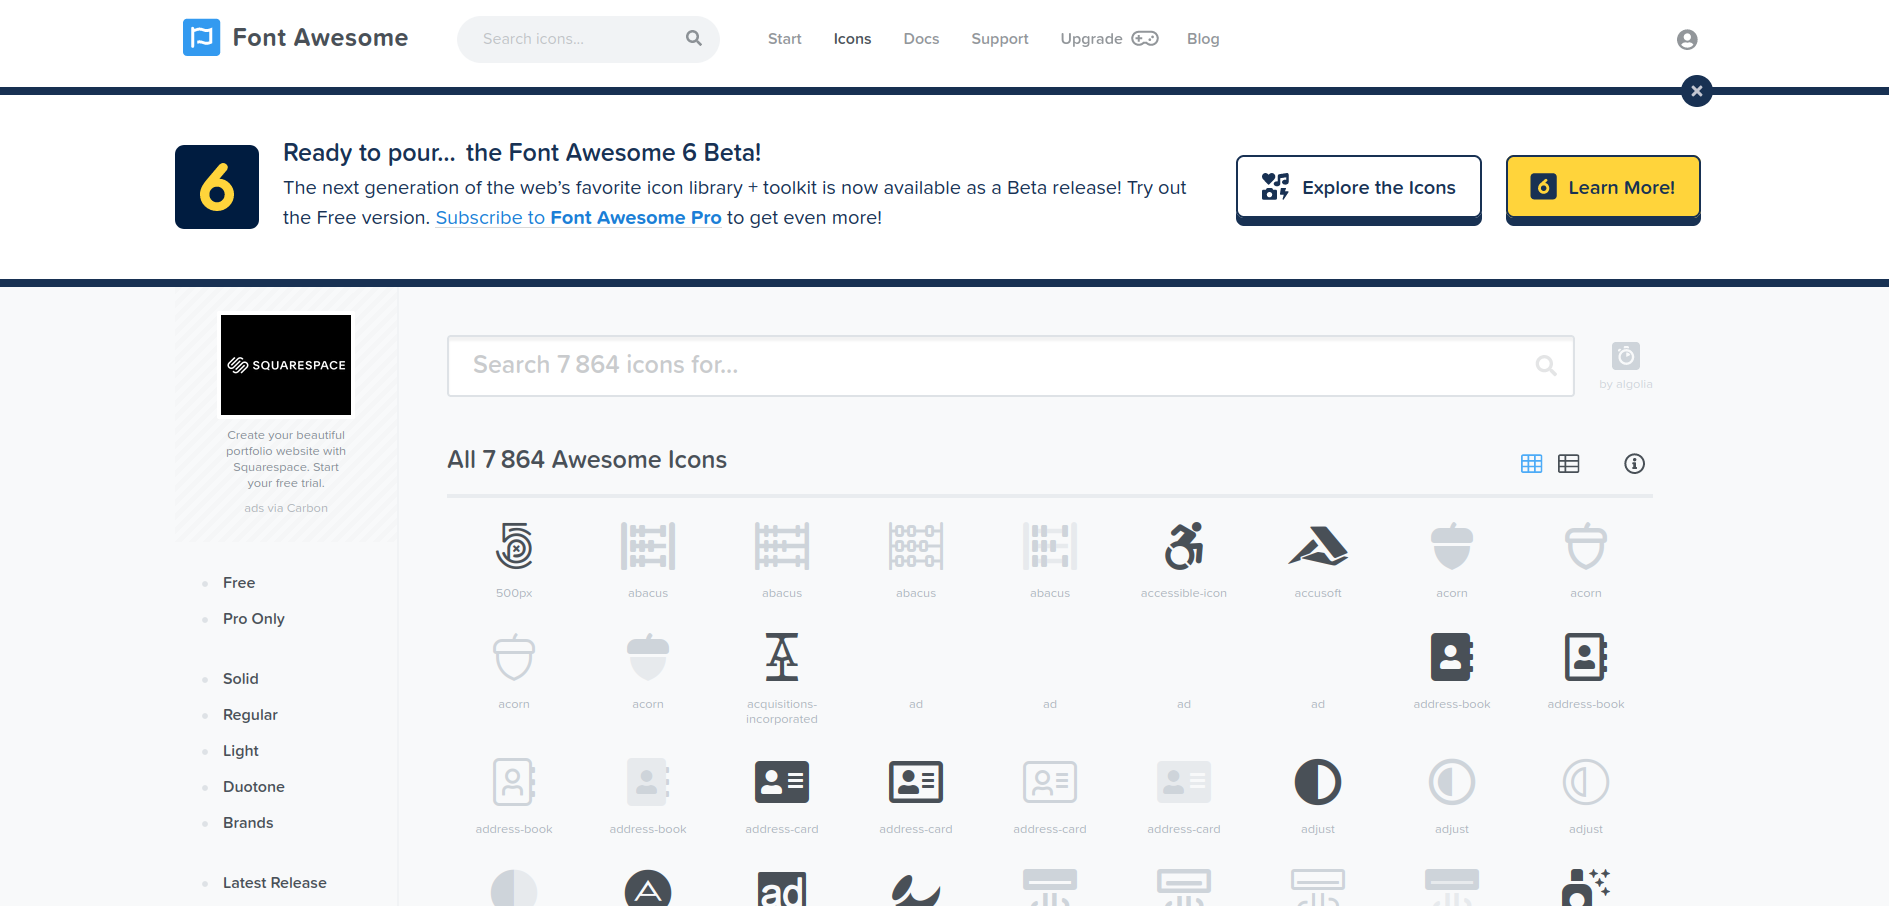 Font Awesome
Search icons...
Start
Icons
Docs
Support
Upgrade
Blog
6
Ready to pour... the Font Awesome 6 Beta!
The next generation of the web's favorite icon library + toolkit is now available as a Beta release! Try out
the Free version. Subscribe to Font Awesome Pro to get even more!
Explore the Icons
6
Learn More!
SQUARESPACE
Create your beautiful
portfolio website with
Squarespace. Start
your free trial.
ads via Carbon
Free
Pro Only
Solid
Regular
Light
Duotone
Brands
Latest Release
Search 7 864 icons for...
by algolia
All 7 864 Awesome Icons
500px
abacus
abacus
abacus
abacus
accessible-icon
accusoft
acorn
acorn
acorn
acorn
acquisitions-
incorporated
ad
ad
ad
ad
address-book
address-book
address-book
address-book
address-card
address-card
address-card
address-card
adjust
adjust
adjust
ad